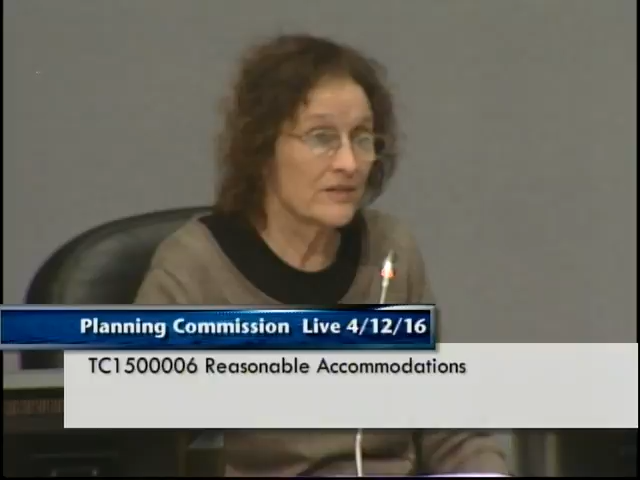 Planning Commission Live 4/12/16
TC1500006 Reasonable Accommodations